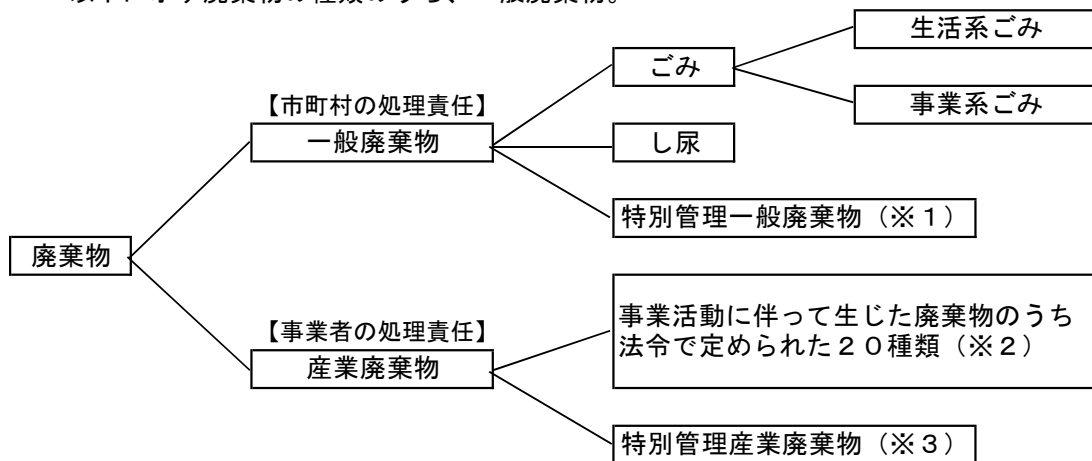 生活系ごみ
ごみ
事業系ごみ
【市町村の処理責任】
一般廃棄物
し尿
特別管理一般廃棄物（※１）
廃棄物
事業活動に伴って生じた廃棄物のうち
法令で定められた２０種類（※２）
【事業者の処理責任】
産業廃棄物
特別管理産業廃棄物（※３）